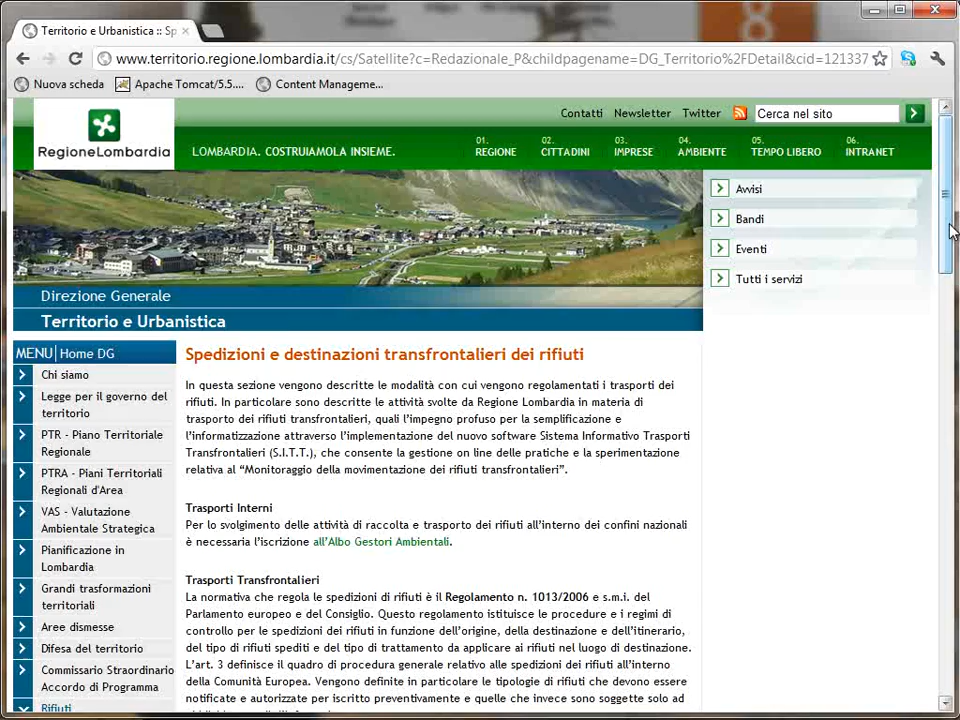 Territorio e Urbanistica :: Sp
www.territorio.regione.lombardia.it/cs/Satellite?c=Redazionale_P&childpagename=DG_Territorio%2FDetail&cid=121337
Nuova scheda
Apache Tomcat/5.5....
Content Manageme...
Contatti
Newsletter
Twitter
Cerca nel sito
RegioneLombardia
LOMBARDIA. COSTRUIAMOLA INSIEME.
01. REGIONE
02. CITTADINI
03. IMPRESE
04. AMBIENTE
05. TEMPO LIBERO
06. INTRANET
Avvisi
Bandi
Eventi
Tutti i servizi
Direzione Generale
Territorio e Urbanistica
MENU| Home DG
Chi siamo
Legge per il governo del
territorio
PTR - Piano Territoriale
Regionale
PTRA - Piani Territoriali
Regionali d'Area
VAS - Valutazione
Ambientale Strategica
Pianificazione in
Lombardia
Grandi trasformazioni
territoriali
Aree dismesse
Difesa del territorio
Commissario Straordinario
Accordo di Programma
Rifiuti
Spedizioni e destinazioni transfrontalieri dei rifiuti
In questa sezione vengono descritte le modalità con cui vengono regolamentati i trasporti dei
rifiuti. In particolare sono descritte le attività svolte da Regione Lombardia in materia di
trasporto dei rifiuti transfrontalieri, quali l'impegno profuso per la semplificazione e
l'informatizzazione attraverso l'implementazione del nuovo software Sistema Informativo Trasporti
Transfrontalieri (S.I.T.T.), che consente la gestione on line delle pratiche e la sperimentazione
relativa al “Monitoraggio della movimentazione dei rifiuti transfrontalieri”.
Trasporti Interni
Per lo svolgimento delle attività di raccolta e trasporto dei rifiuti all'interno dei confini nazionali
è necessaria l'iscrizione all'Albo Gestori Ambientali.
Trasporti Transfrontalieri
La normativa che regola le spedizioni di rifiuti è il Regolamento n. 1013/2006 e s.m.i. del
Parlamento europeo e del Consiglio. Questo regolamento istituisce le procedure e i regimi di
controllo per le spedizioni dei rifiuti in funzione dell'origine, della destinazione e dell'itinerario,
del tipo di rifiuti spediti e del tipo di trattamento da applicare ai rifiuti nel luogo di destinazione.
L'art. 3 definisce il quadro di procedura generale relativo alle spedizioni dei rifiuti all'interno
della Comunità Europea. Vengono definite in particolare le tipologie di rifiuti che devono essere
notificate e autorizzate per iscritto preventivamente e quelle che invece sono soggette solo ad